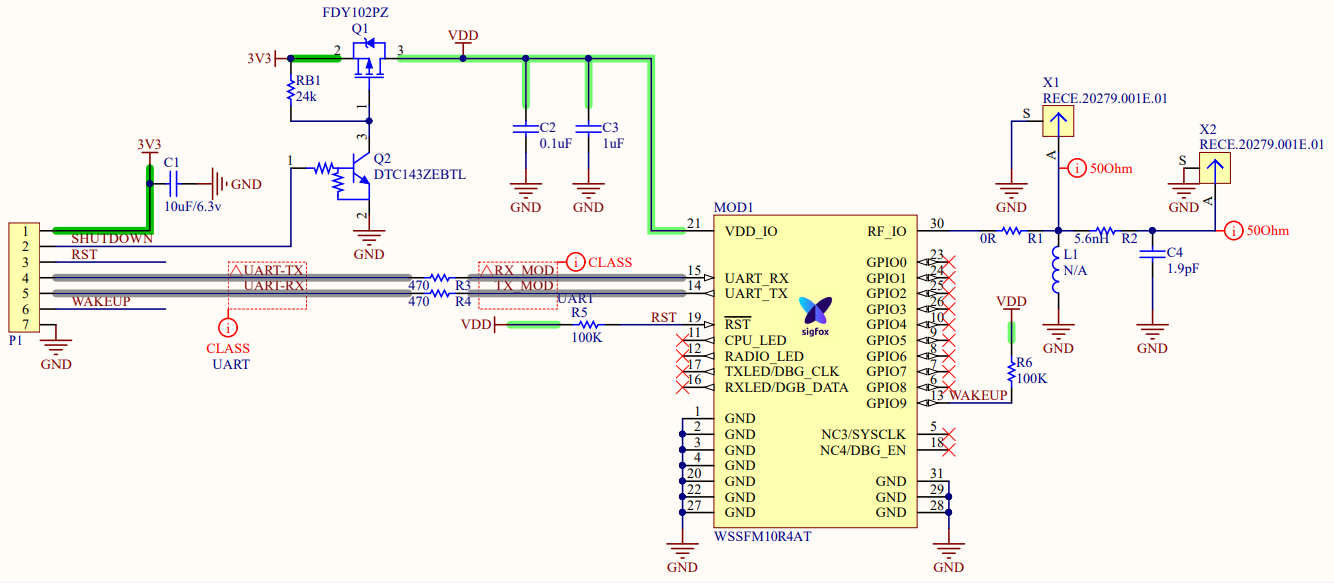 FDY102PZ
Q1
3V3
2
3
VDD
RB1
24k
1
C2
0.1uF
C3
1uF
GND
GND
3V3
C1
10uF/6.3v
GND
3
1
Q2
DTC143ZEBTL
2
GND
X1
RECE.20279.001E.01
S
A
50Ohm
GND
X2
RECE.20279.001E.01
S
A
50Ohm
GND
0R
R1
5.6nH
R2
L1
N/A
GND
C4
1.9pF
GND
P1
1
2
3
4
5
6
7
SHUTDOWN
RST
UART-TX
UART-RX
WAKEUP
GND
CLASS
UART
470
R3
470
R4
RX_MOD
TX_MOD
CLASS
UART
VDD
R5
100K
RST
MOD1
21 VDD_IO
15 UART_RX
14 UART_TX
19 RST
11 CPU_LED
12 RADIO_LED
17 TXLED/DBG_CLK
16 RXLED/DGB_DATA
1 GND
2 GND
3 GND
4 GND
20 GND
22 GND
27 GND
GND
sigfox
RF_IO 30
GPIO0 23
GPIO1 24
GPIO2 25
GPIO3 26
GPIO4 10
GPIO5 9
GPIO6 8
GPIO7 7
GPIO8 6
GPIO9 13
WAKEUP
VDD
R6
100K
NC3/SYSCLK 5
NC4/DBG_EN 18
GND 31
GND 29
GND 28
GND
WSSFM10R4AT